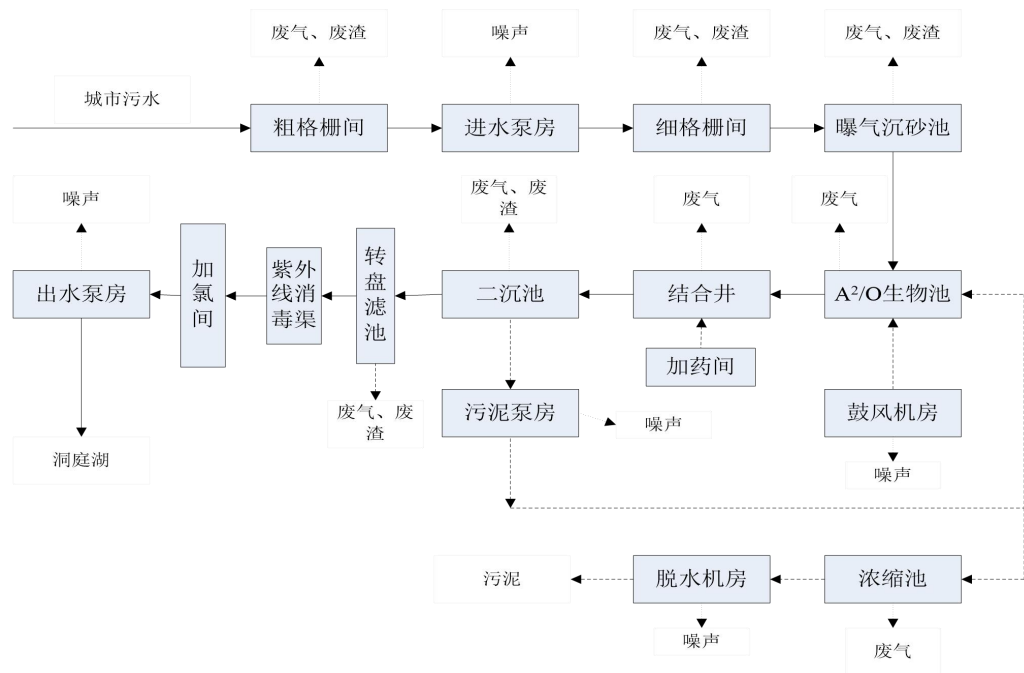 废气、废渣
噪声
废气、废渣
废气、废渣
城市污水
粗格栅间
进水泵房
细格栅间
曝气沉砂池
噪声
废气、废
渣
废气
废气
出水泵房
加
氯
间
紫外
线消
毒渠
转
盘
滤
池
二沉池
结合井
A²/O生物池
加药间
废气、废
渣
污泥泵房
噪声
鼓风机房
洞庭湖
噪声
污泥
脱水机房
浓缩池
噪声
废气